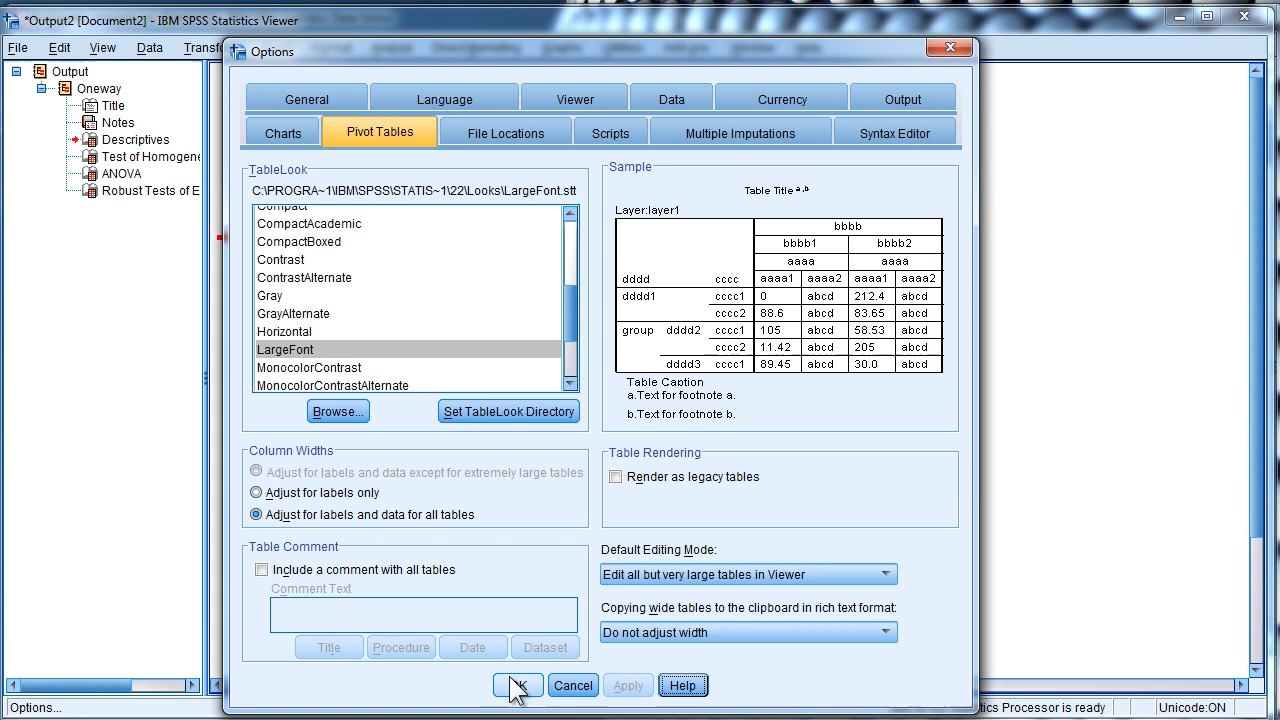 *Output2 [Document2] - IBM SPSS Statistics Viewer
File Edit View Data Transf
Options
Output
Oneway
Title
Notes
Descriptives
Test of Homogene
ANOVA
Robust Tests of E
General Language Viewer Data Currency Output
Charts Pivot Tables File Locations Scripts Multiple Imputations Syntax Editor
TableLook
C:\PROGRA~1\IBM\SPSS\STATIS~1\22\Looks\LargeFont.stt
Compact
CompactAcademic
CompactBoxed
Contrast
ContrastAlternate
Gray
GrayAlternate
Horizontal
LargeFont
MonocolorContrast
MonocolorContrastAlternate
Browse... Set TableLook Directory
Sample
Table Title a,b
Layer:layer1
bbbb
bbbb1 bbbb2
aaaa aaaa
dddd cccc aaaa1 aaaa2 aaaa1 aaaa2
dddd1 cccc1 0 abcd 212.4 abcd
cccc2 88.6 abcd 83.65 abcd
group dddd2 cccc1 105 abcd 58.53 abcd
cccc2 11.42 abcd 205 abcd
dddd3 cccc1 89.45 abcd 30.0 abcd
Table Caption
a.Text for footnote a.
b.Text for footnote b.
Column Widths
Adjust for labels and data except for extremely large tables
Adjust for labels only
Adjust for labels and data for all tables
Table Rendering
Render as legacy tables
Table Comment
Include a comment with all tables
Comment Text
Title Procedure Date Dataset
Default Editing Mode:
Edit all but very large tables in Viewer
Copying wide tables to the clipboard in rich text format:
Do not adjust width
Cancel Apply Help
Options... Processor is ready Unicode:ON